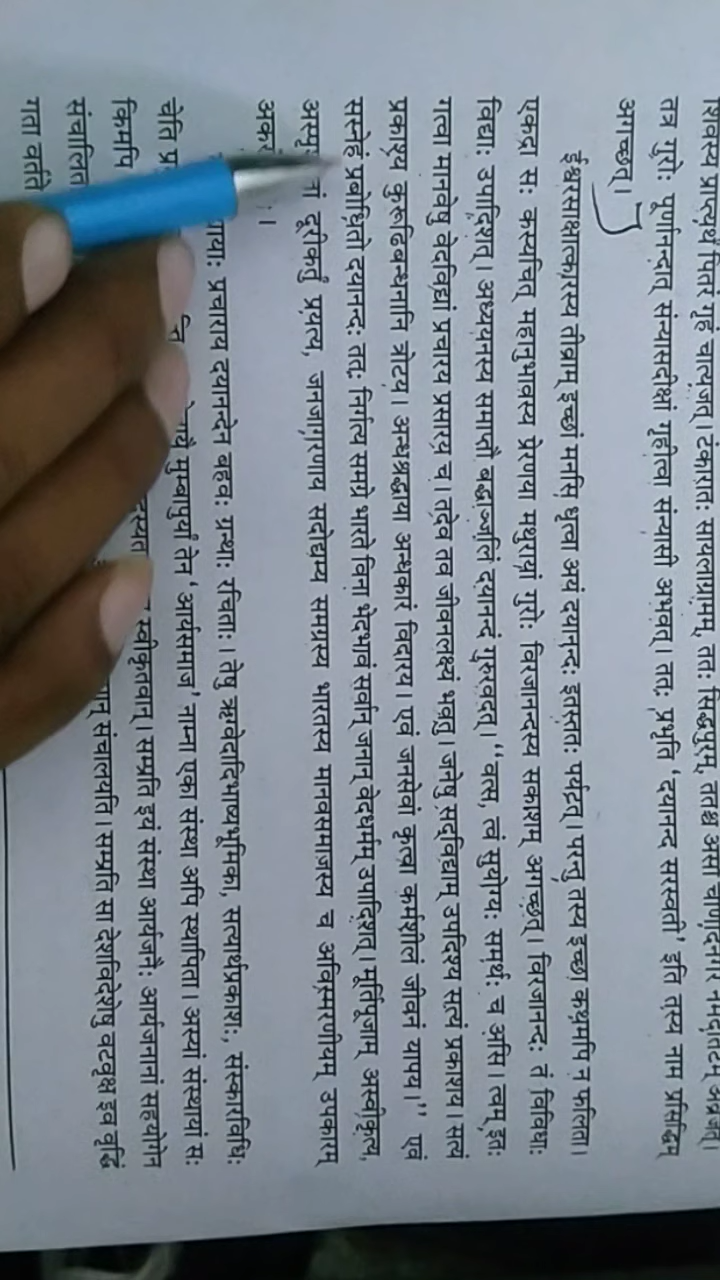 शिवस्य प्राप्त्यर्थं पितरं गृहं चात्यजत्। टंकारातः सायलाग्रामम्, ततः सिद्धपुरम्, ततश्च असौ चाणोदनगरं नर्मदातटम् अव्रजत्।
तत्र गुरोः पूर्णानन्दात् संन्यासदीक्षां गृहीत्वा संन्यासी अभवत्। ततः प्रभृति 'दयानन्द सरस्वती' इति तस्य नाम प्रसिद्धिम्
आगच्छत्।
ईश्वरसाक्षात्कारस्य तीव्राम् इच्छां मनसि धृत्वा अयं दयानन्दः इतस्ततः पर्यटत्। परन्तु तस्य इच्छा कथमपि न फलिता।
एकदा सः कस्यचित् महानुभावस्य प्रेरणया मथुरायां गुरोः विरजानन्दस्य सकाशम् आगच्छत्। विरजानन्दः तं विविधाः
विद्याः उपादिशत्। अध्ययनस्य समाप्तौ बद्धाञ्जलिं दयानन्दं गुरुरवदत्। "वत्स, त्वं सुयोग्यः समर्थः च असि। त्वम् इतः
गत्वा मानवेषु वेदविद्यां प्रचारय प्रसारय च। तदेव तव जीवनलक्ष्यं भवतु। जनेषु सद्विद्याम् उपदिश्य सत्यं प्रकाशय। सत्यं
प्रकाश्य कुरूढिबन्धनानि त्रोटय। अन्धश्रद्धाया अन्धकारं विदारय। एवं जनसेवां कृत्वा कर्मशीलं जीवनं यापय।" एवं
सस्नेहं प्रबोधितो दयानन्दः ततः निर्गत्य समग्रे भारते विना भेदभावं सर्वान् जनान् वेदधर्मम् उपादिशत्। मूर्तिपूजाम् अस्वीकृत्य,
दूरीकर्तुं प्रयत्य, जनजागरणाय सदोद्यम्य समग्रस्य भारतस्य मानवसमाजस्य च अविस्मरणीयम् उपकारम्
प्रचाराय दयानन्देन बहवः ग्रन्थाः रचिताः। तेषु ऋग्वेदादिभाष्यभूमिका, सत्यार्थप्रकाशः, संस्कारविधिः
चेति मुम्बापुर्यां तेन 'आर्यसमाज' नाम्ना एका संस्था अपि स्थापिता। अस्यां संस्थायां सः
किमपि स्वीकृतवान्। सम्प्रति इयं संस्था आर्यजनैः आर्यजनानां सहयोगेन
संचालित संचालयति। सम्प्रति सा देशविदेशेषु वटवृक्ष इव वृद्धिं
गता वर्तते